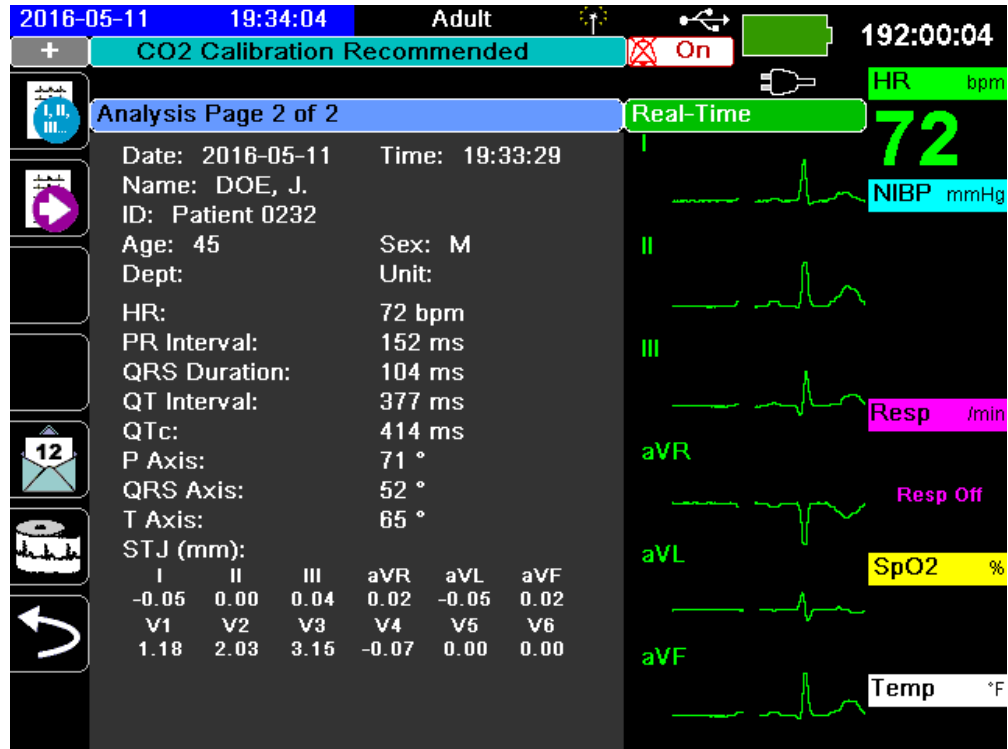 2016-05-11 19:34:04 Adult 192:00:04
+ CO2 Calibration Recommended On
I, II, III...
12
Analysis Page 2 of 2
Date: 2016-05-11 Time: 19:33:29
Name: DOE, J.
ID: Patient 0232
Age: 45 Sex: M
Dept: Unit:
HR: 72 bpm
PR Interval: 152 ms
QRS Duration: 104 ms
QT Interval: 377 ms
QTc: 414 ms
P Axis: 71 °
QRS Axis: 52 °
T Axis: 65 °
STJ (mm):
I II III aVR aVL aVF
-0.05 0.00 0.04 0.02 -0.05 0.02
V1 V2 V3 V4 V5 V6
1.18 2.03 3.15 -0.07 0.00 0.00
Real-Time
I
II
III
aVR
aVL
aVF
HR bpm
72
NIBP mmHg
Resp /min
Resp Off
SpO2 %
Temp °F